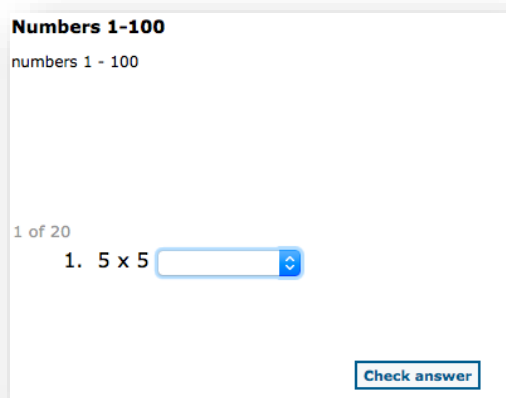 Numbers 1-100
numbers 1 - 100
1 of 20
1. 5 x 5
Check answer